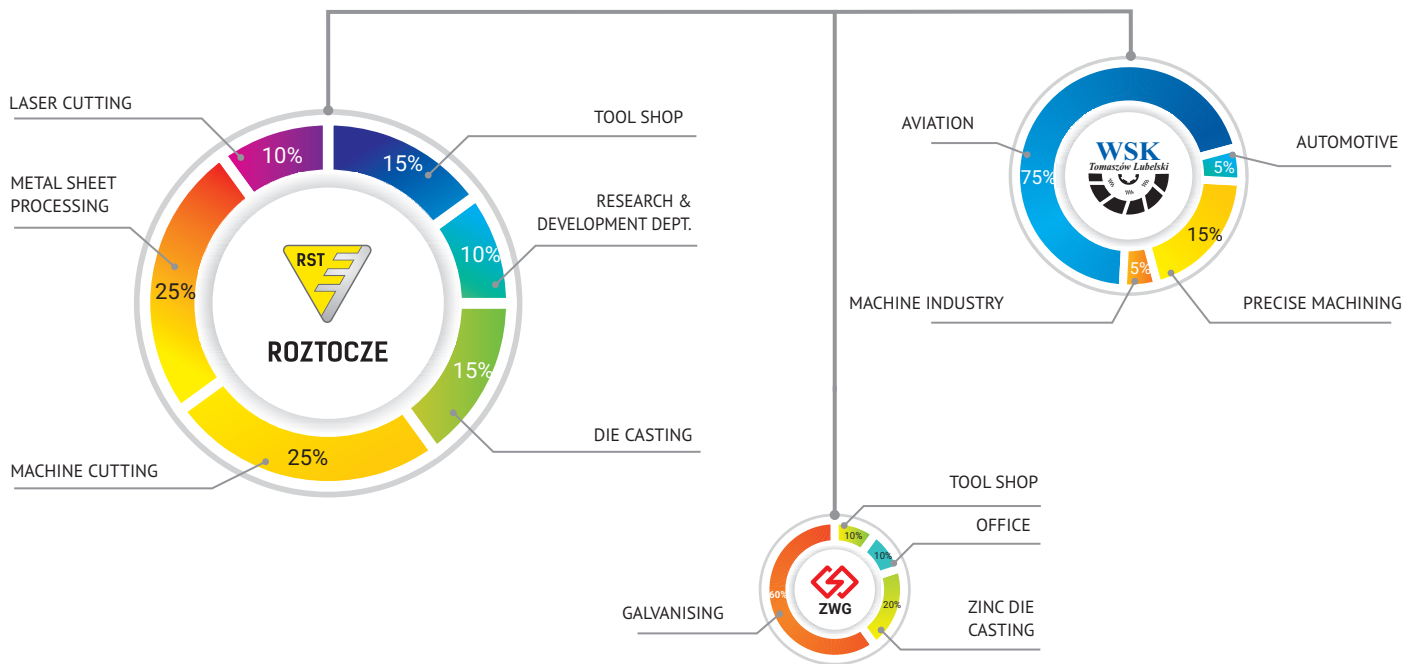 LASER CUTTING
10%
METAL SHEET
PROCESSING
25%
MACHINE CUTTING
25%
TOOL SHOP
15%
RESEARCH &
DEVELOPMENT DEPT.
10%
DIE CASTING
15%
RST
ROZTOCZE
AVIATION
75%
AUTOMOTIVE
5%
PRECISE MACHINING
15%
MACHINE INDUSTRY
5%
WSK
Tomaszów Lubelski
TOOL SHOP
10%
OFFICE
10%
ZINC DIE
CASTING
20%
GALVANISING
60%
ZWG